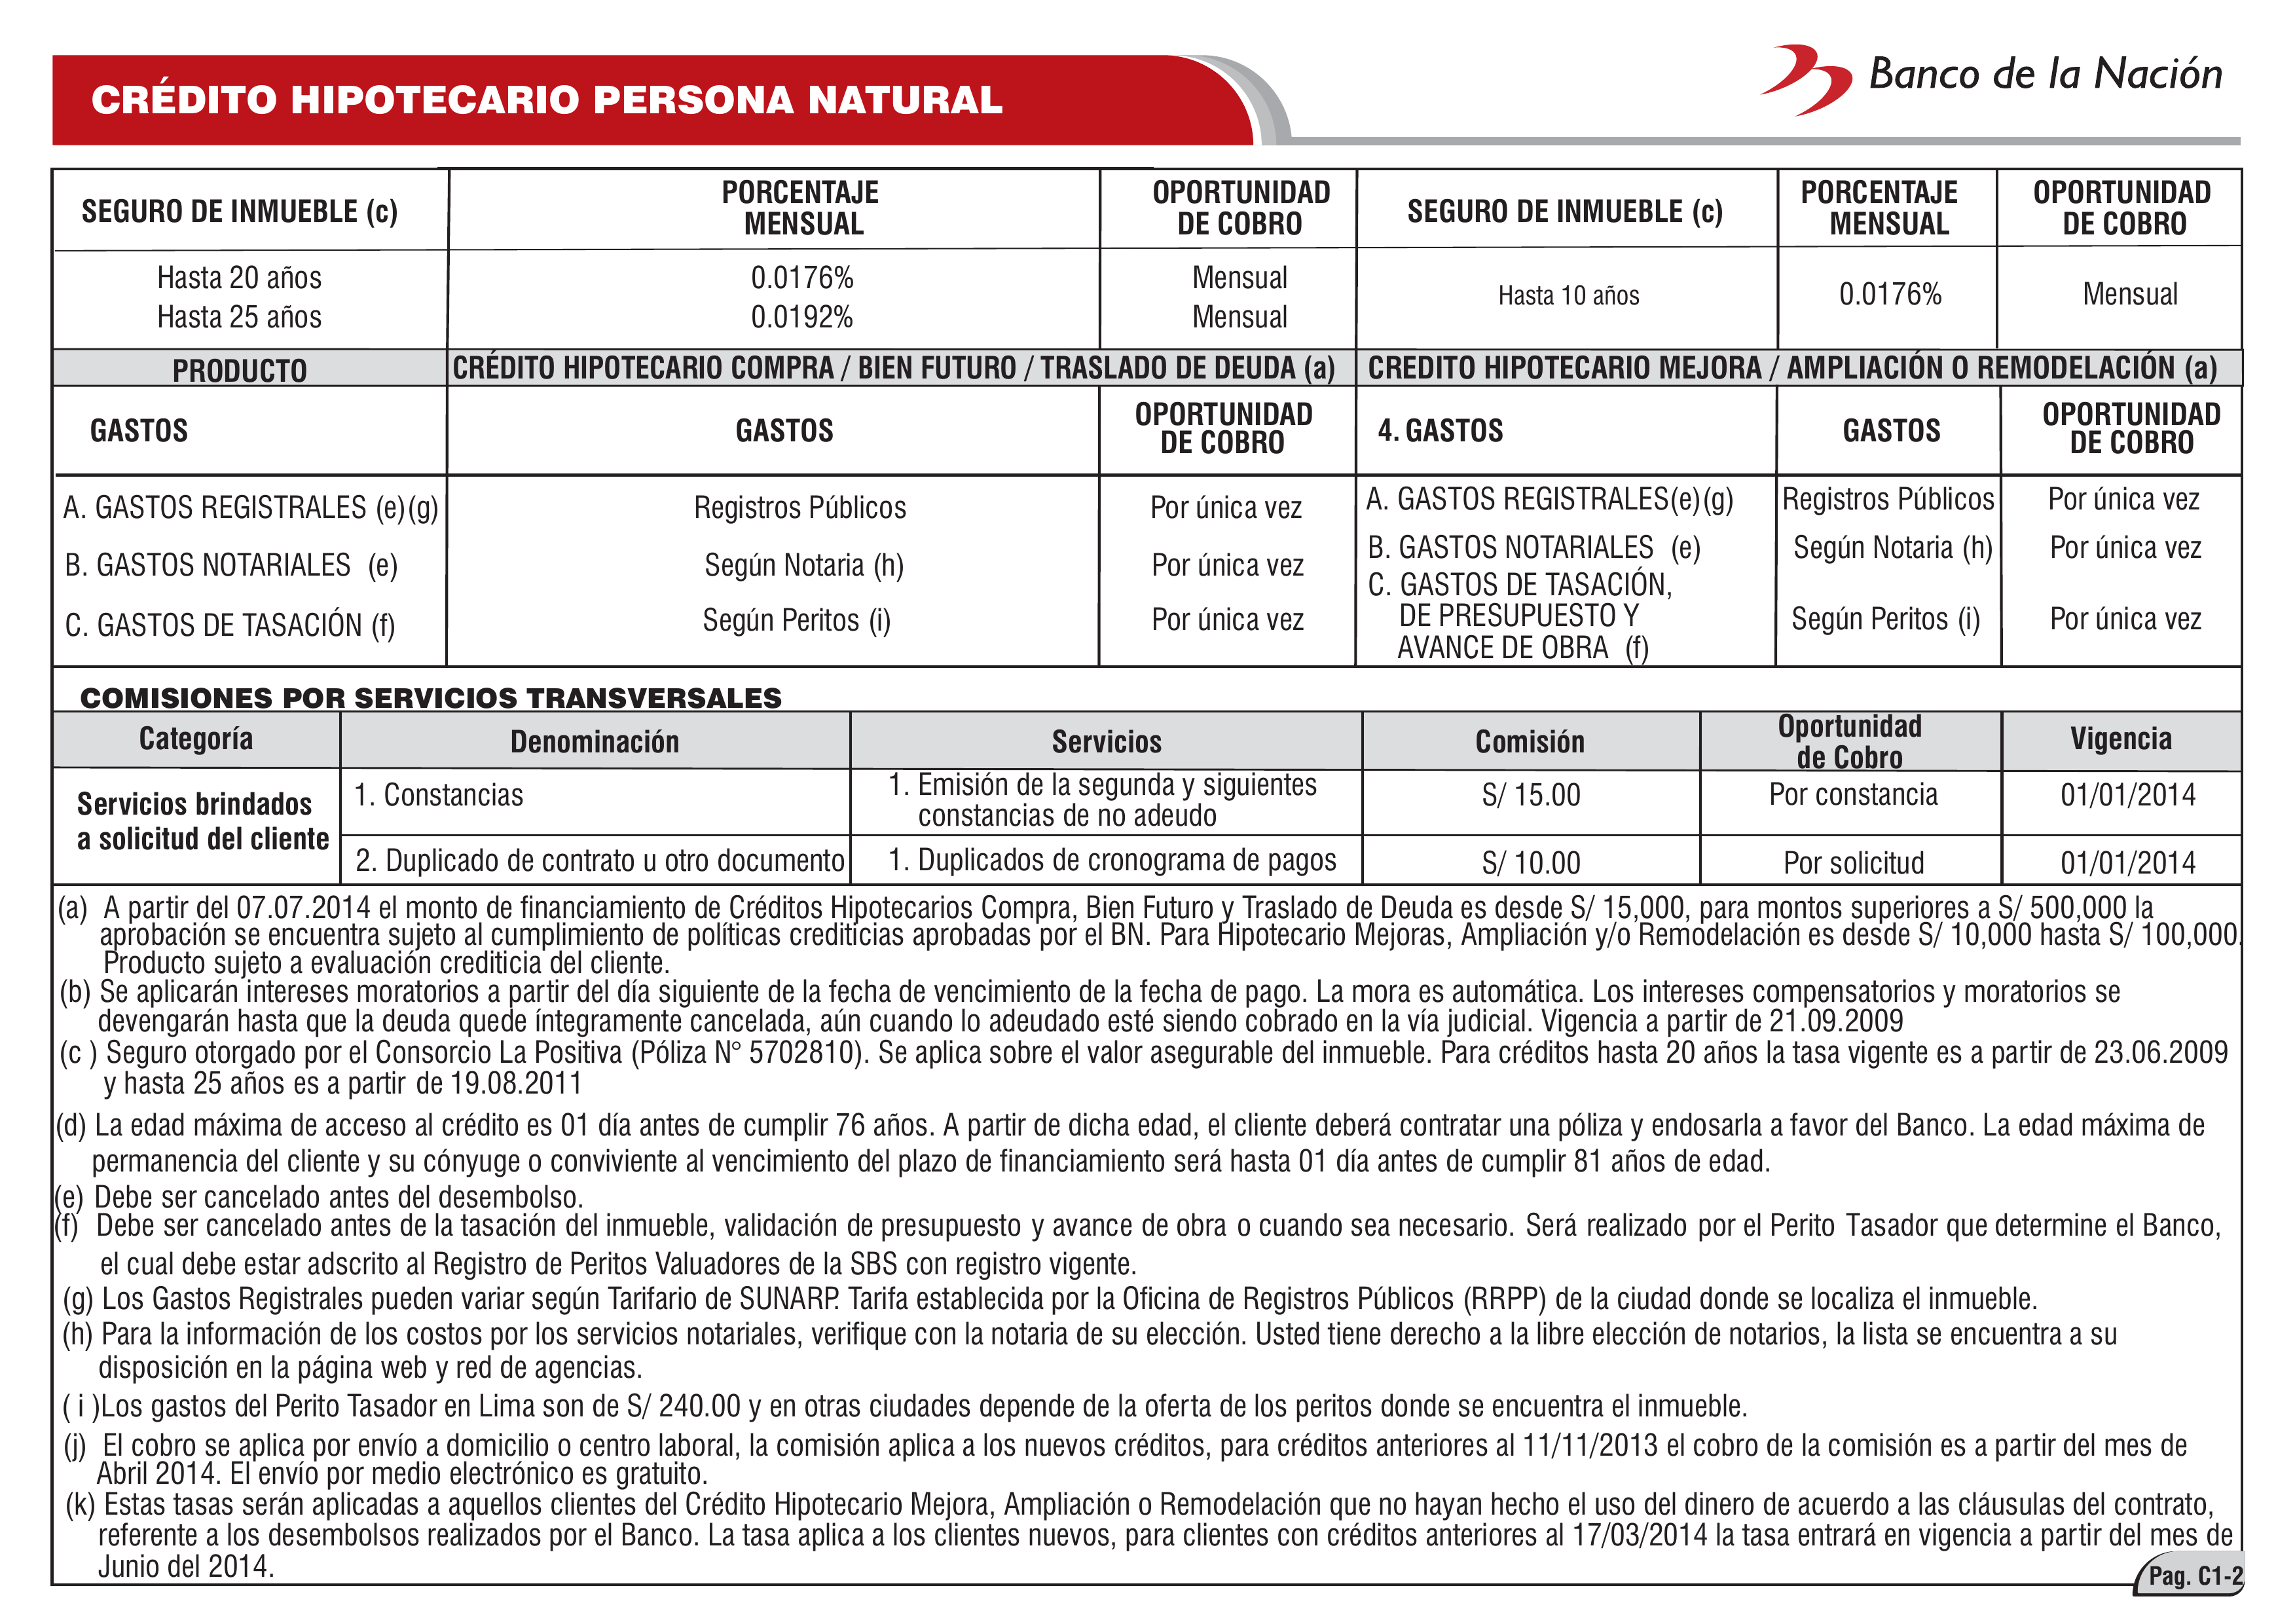 CRÉDITO HIPOTECARIO PERSONA NATURAL
Banco de la Nación
SEGURO DE INMUEBLE (c)
PORCENTAJE
MENSUAL
OPORTUNIDAD
DE COBRO
SEGURO DE INMUEBLE (c)
PORCENTAJE
MENSUAL
OPORTUNIDAD
DE COBRO
Hasta 20 años 0.0176% Mensual
Hasta 25 años 0.0192% Mensual
Hasta 10 años 0.0176% Mensual
PRODUCTO CRÉDITO HIPOTECARIO COMPRA / BIEN FUTURO / TRASLADO DE DEUDA (a) CREDITO HIPOTECARIO MEJORA / AMPLIACIÓN O REMODELACIÓN (a)
GASTOS GASTOS
OPORTUNIDAD
DE COBRO
4. GASTOS GASTOS
OPORTUNIDAD
DE COBRO
A. GASTOS REGISTRALES (e)(g) Registros Públicos Por única vez
B. GASTOS NOTARIALES (e) Según Notaria (h) Por única vez
C. GASTOS DE TASACIÓN (f) Según Peritos (i) Por única vez
A. GASTOS REGISTRALES(e)(g) Registros Públicos Por única vez
B. GASTOS NOTARIALES (e) Según Notaria (h) Por única vez
C. GASTOS DE TASACIÓN,
DE PRESUPUESTO Y Según Peritos (i) Por única vez
AVANCE DE OBRA (f)
COMISIONES POR SERVICIOS TRANSVERSALES
Categoría Denominación Servicios Comisión
Oportunidad
de Cobro
Vigencia
Servicios brindados
a solicitud del cliente
1. Constancias
1. Emisión de la segunda y siguientes
constancias de no adeudo
S/ 15.00 Por constancia 01/01/2014
2. Duplicado de contrato u otro documento 1. Duplicados de cronograma de pagos S/ 10.00 Por solicitud 01/01/2014
(a) A partir del 07.07.2014 el monto de financiamiento de Créditos Hipotecarios Compra, Bien Futuro y Traslado de Deuda es desde S/ 15,000, para montos superiores a S/ 500,000 la
aprobación se encuentra sujeto al cumplimiento de políticas crediticias aprobadas por el BN. Para Hipotecario Mejoras, Ampliación y/o Remodelación es desde S/ 10,000 hasta S/ 100,000.
Producto sujeto a evaluación crediticia del cliente.
(b) Se aplicarán intereses moratorios a partir del día siguiente de la fecha de vencimiento de la fecha de pago. La mora es automática. Los intereses compensatorios y moratorios se
devengarán hasta que la deuda quede íntegramente cancelada, aún cuando lo adeudado esté siendo cobrado en la vía judicial. Vigencia a partir de 21.09.2009
(c ) Seguro otorgado por el Consorcio La Positiva (Póliza N° 5702810). Se aplica sobre el valor asegurable del inmueble. Para créditos hasta 20 años la tasa vigente es a partir de 23.06.2009
y hasta 25 años es a partir de 19.08.2011
(d) La edad máxima de acceso al crédito es 01 día antes de cumplir 76 años. A partir de dicha edad, el cliente deberá contratar una póliza y endosarla a favor del Banco. La edad máxima de
permanencia del cliente y su cónyuge o conviviente al vencimiento del plazo de financiamiento será hasta 01 día antes de cumplir 81 años de edad.
(e) Debe ser cancelado antes del desembolso.
(f) Debe ser cancelado antes de la tasación del inmueble, validación de presupuesto y avance de obra o cuando sea necesario. Será realizado por el Perito Tasador que determine el Banco,
el cual debe estar adscrito al Registro de Peritos Valuadores de la SBS con registro vigente.
(g) Los Gastos Registrales pueden variar según Tarifario de SUNARP. Tarifa establecida por la Oficina de Registros Públicos (RRPP) de la ciudad donde se localiza el inmueble.
(h) Para la información de los costos por los servicios notariales, verifique con la notaria de su elección. Usted tiene derecho a la libre elección de notarios, la lista se encuentra a su
disposición en la página web y red de agencias.
( i )Los gastos del Perito Tasador en Lima son de S/ 240.00 y en otras ciudades depende de la oferta de los peritos donde se encuentra el inmueble.
(j) El cobro se aplica por envío a domicilio o centro laboral, la comisión aplica a los nuevos créditos, para créditos anteriores al 11/11/2013 el cobro de la comisión es a partir del mes de
Abril 2014. El envío por medio electrónico es gratuito.
(k) Estas tasas serán aplicadas a aquellos clientes del Crédito Hipotecario Mejora, Ampliación o Remodelación que no hayan hecho el uso del dinero de acuerdo a las cláusulas del contrato,
referente a los desembolsos realizados por el Banco. La tasa aplica a los clientes nuevos, para clientes con créditos anteriores al 17/03/2014 la tasa entrará en vigencia a partir del mes de
Junio del 2014.
Pag. C1-2